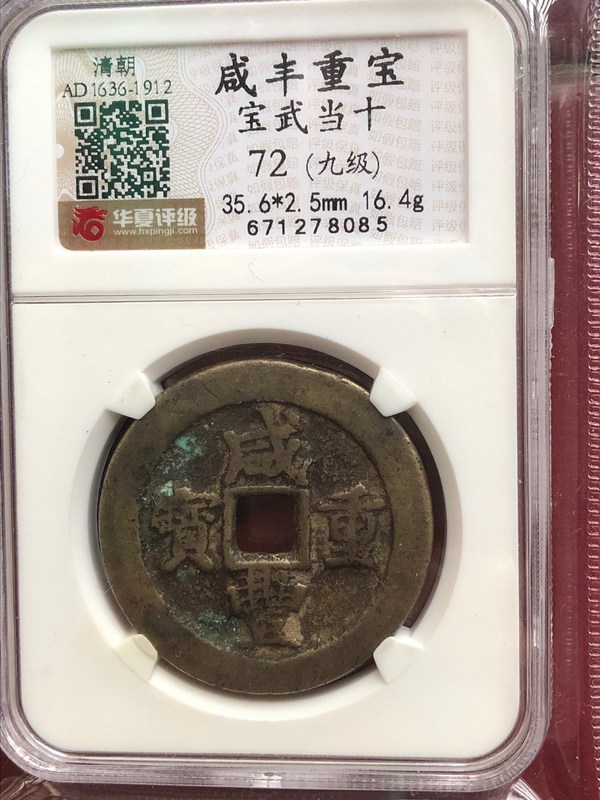 清朝
AD 1636-1912
华夏评级
www.hxpingji.com
咸丰重宝
宝武当十
72 (九级)
35.6*2.5mm 16.4g
671278085
咸
寶 重
豐